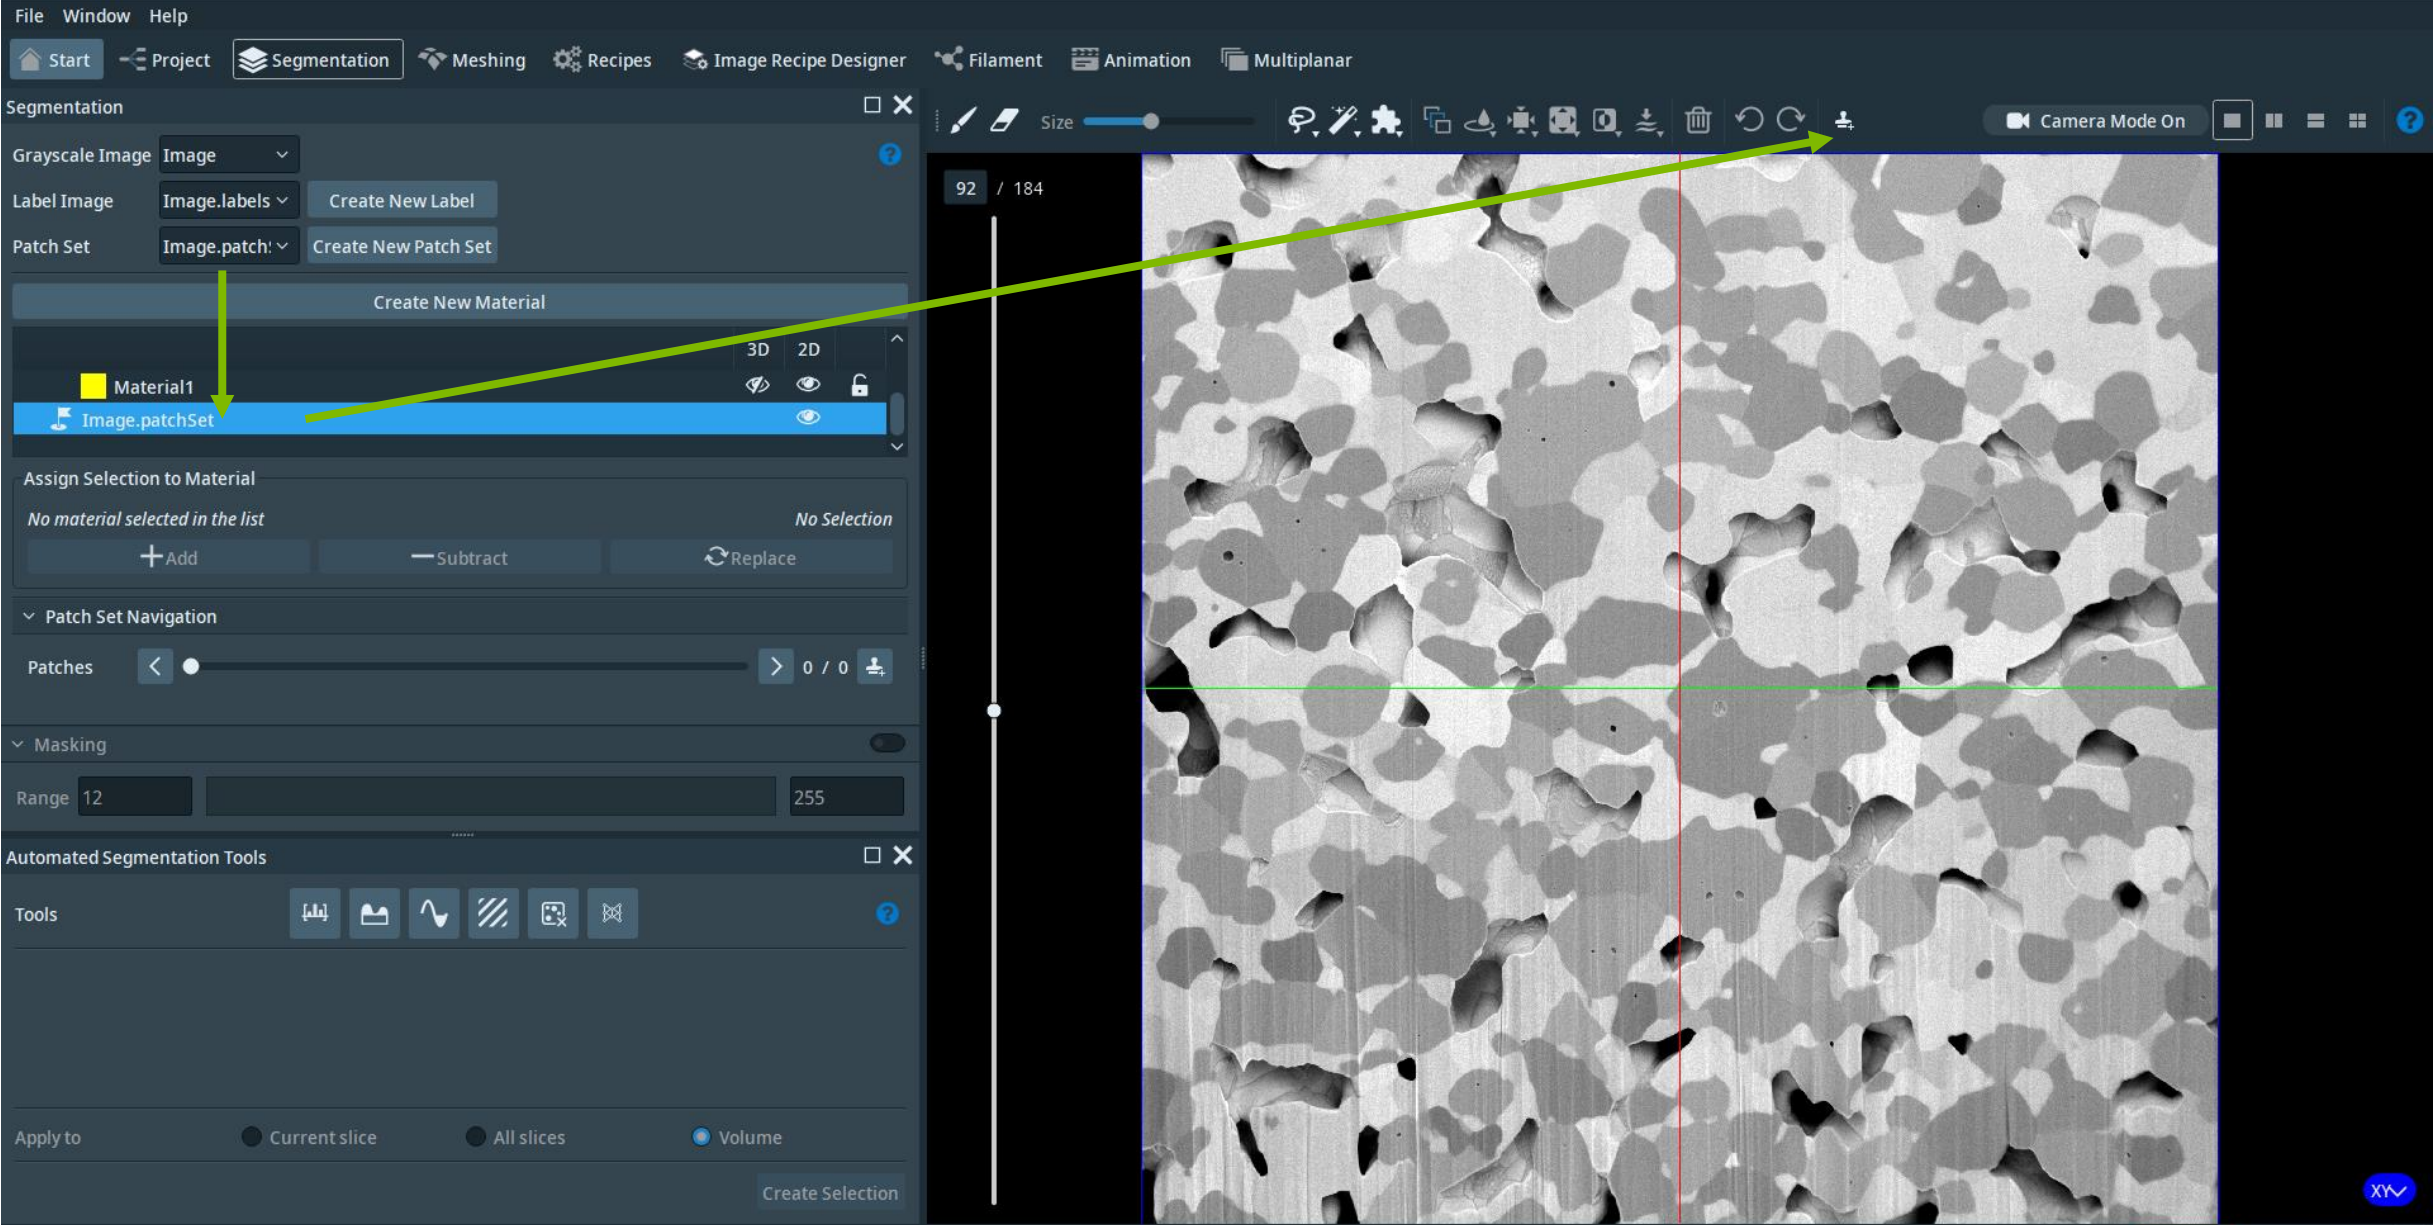 File Window Help
Start Project Segmentation Meshing Recipes Image Recipe Designer Filament Animation Multiplanar
Segmentation
Size
Camera Mode On
Grayscale Image Image
Label Image Image.labels Create New Label
92 / 184
Patch Set Image.patch Create New Patch Set
Create New Material
3D 2D
Material1
Image.patchSet
Assign Selection to Material
No material selected in the list No Selection
Add Subtract Replace
Patch Set Navigation
Patches 0 / 0
Masking
Range 12 255
Automated Segmentation Tools
Tools
Apply to Current slice All slices Volume
Create Selection
XY